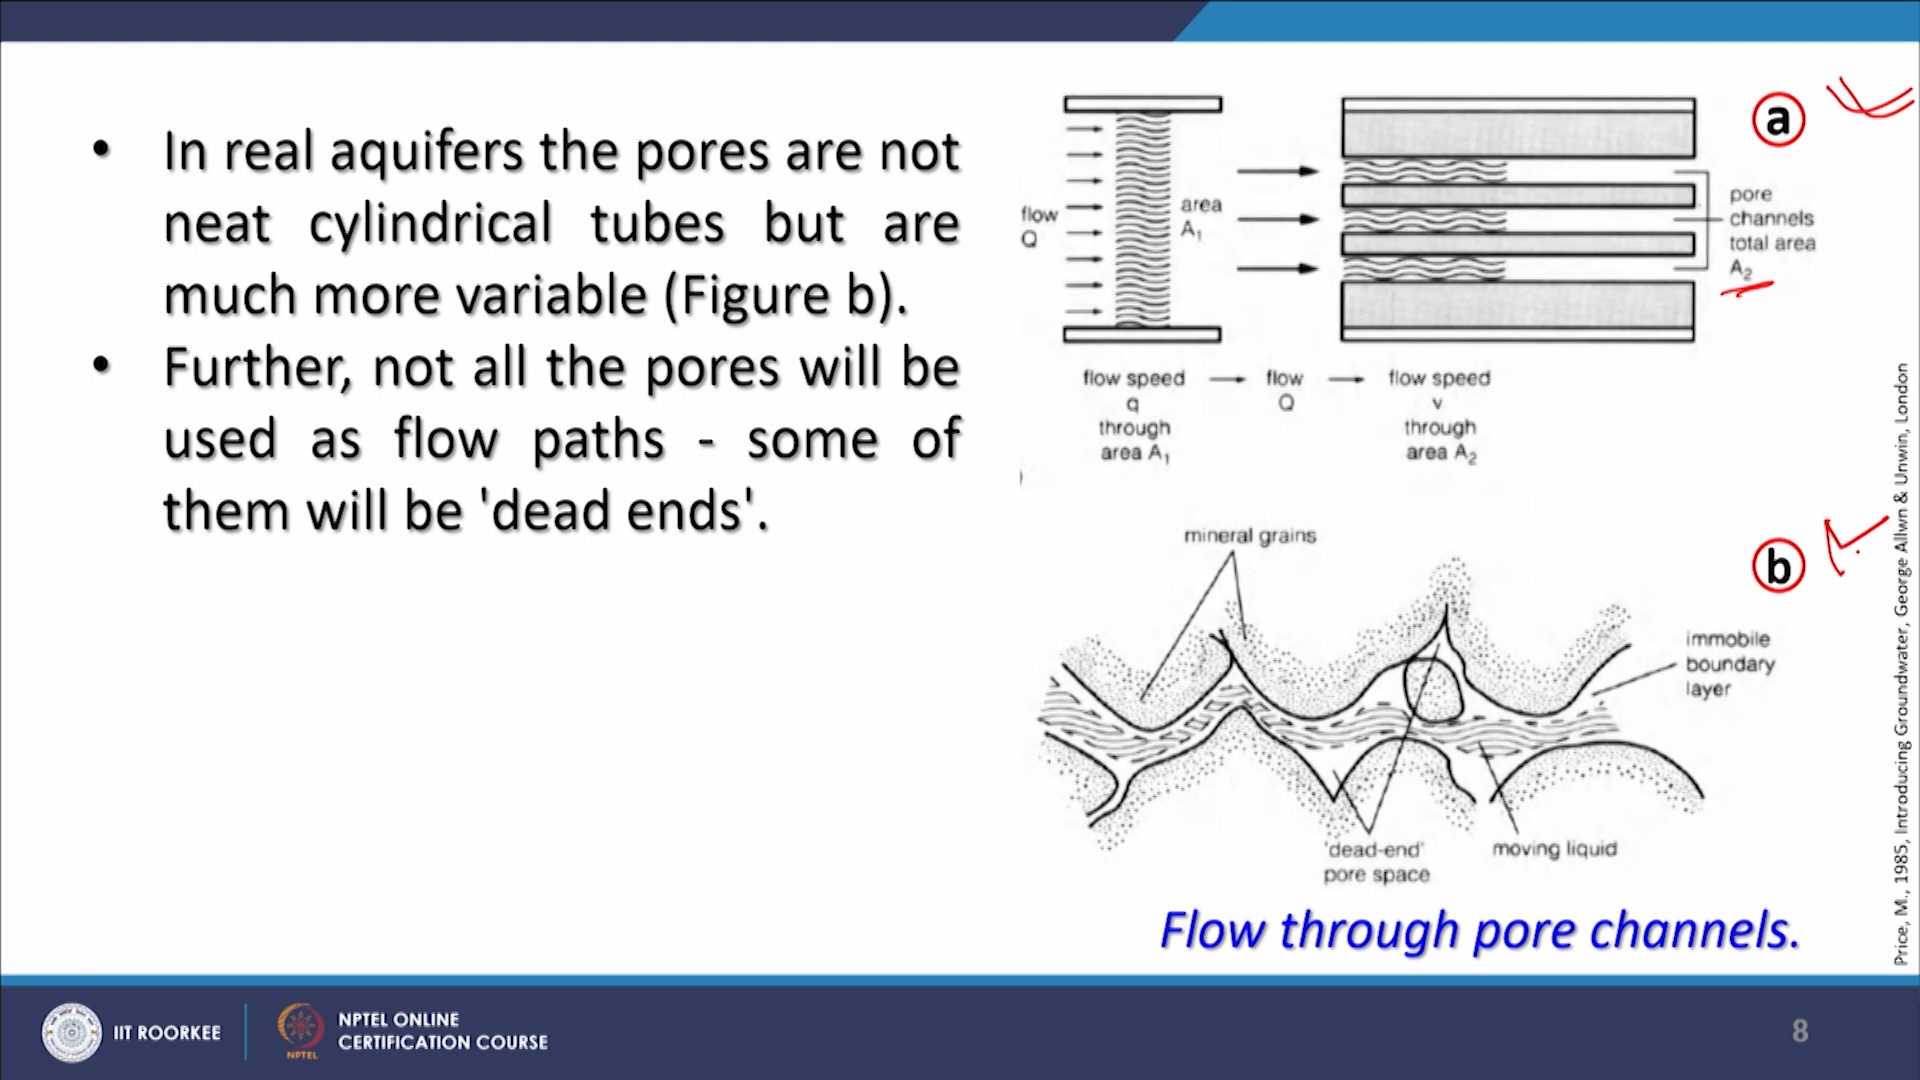 • In real aquifers the pores are not
neat cylindrical tubes but are
much more variable (Figure b).
• Further, not all the pores will be
used as flow paths - some of
them will be 'dead ends'.
a
flow
Q
area
A₁
pore
channels
total area
A₂
flow speed → flow → flow speed
q Q v
through through
area A₁ area A₂
b
mineral grains
immobile
boundary
layer
'dead-end'
pore space
moving liquid
Flow through pore channels.
Price, M., 1985, Introducing Groundwater, George Allwn & Unwin, London
IIT ROORKEE
NPTEL
NPTEL ONLINE
CERTIFICATION COURSE
8